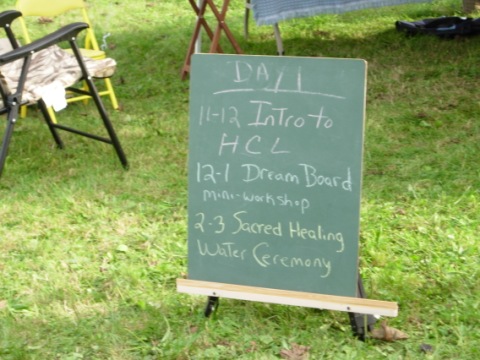 DAY 1
11-12 Intro to
HCL
12-1 Dream Board
mini-workshop
2-3 Sacred Healing
Water Ceremony